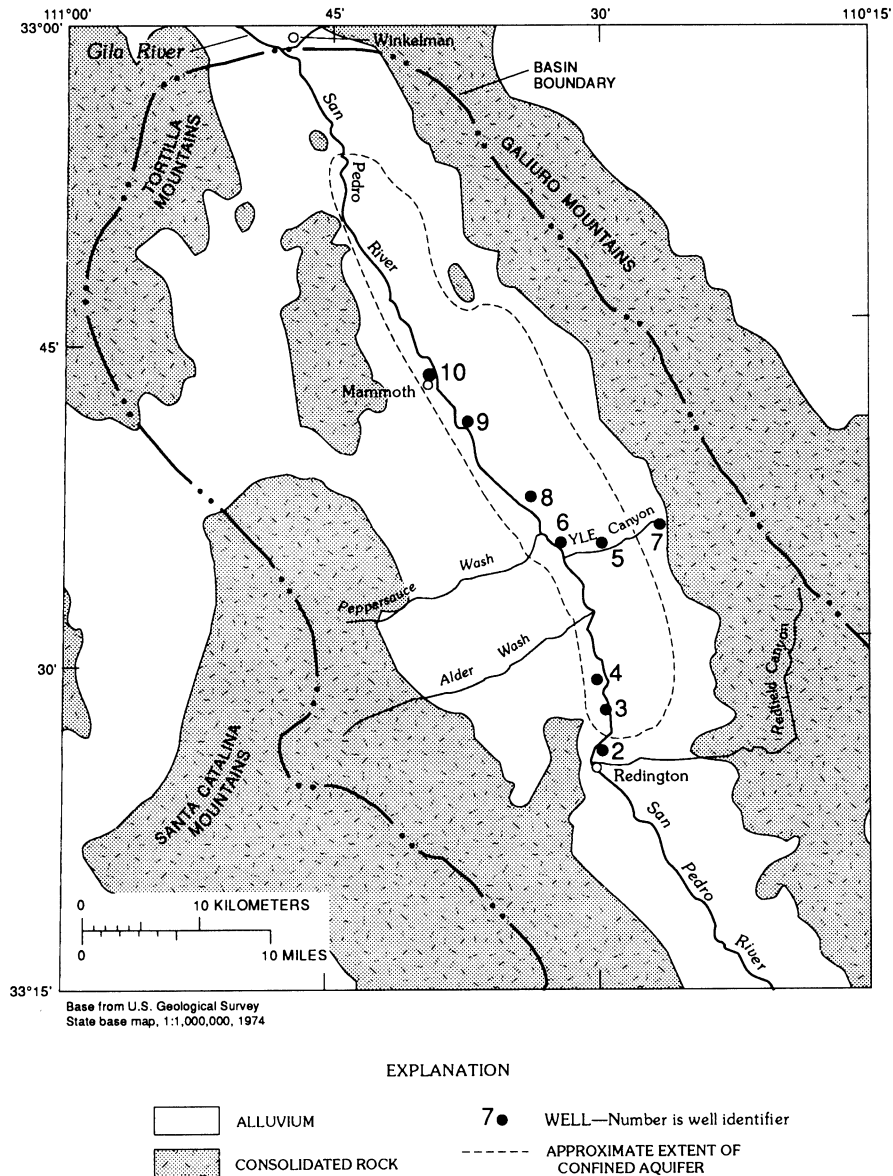 111°00'
45'
30'
110°15'
33°00'
Gila River
Winkelman
BASIN
BOUNDARY
San
Pedro
River
TORTILLA
MOUNTAINS
GALIURO MOUNTAINS
45'
Mammoth
10
9
8
6
YLE Canyon
5
7
Peppersauce Wash
Alder Wash
30'
4
3
2
Redington
Redfield Canyon
SANTA CATALINA
MOUNTAINS
San
Pedro
River
0 10 KILOMETERS
0 10 MILES
33°15'
Base from U.S. Geological Survey
State base map, 1:1,000,000, 1974
EXPLANATION
ALLUVIUM
7 WELL—Number is well identifier
CONSOLIDATED ROCK
APPROXIMATE EXTENT OF
CONFINED AQUIFER